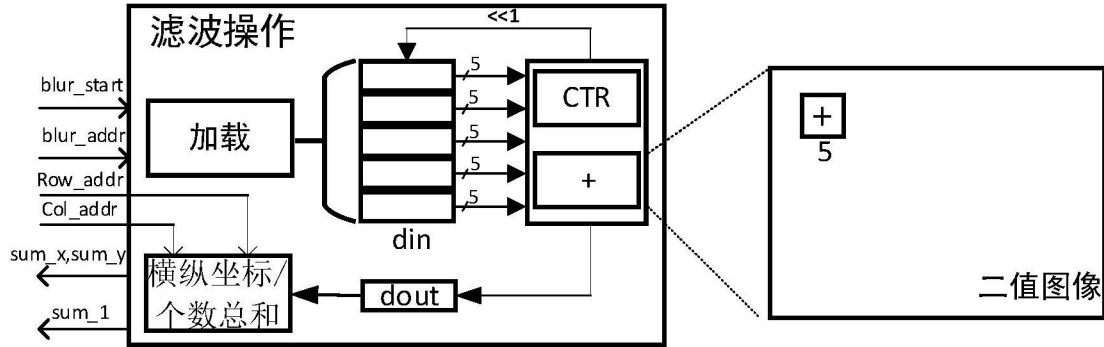 滤波操作
<<1
blur_start
blur_addr
Row_addr
Col_addr
sum_x,sum_y
sum_1
加载
5
5
5
5
5
din
CTR
+
横纵坐标/
个数总和
dout
+
5
二值图像